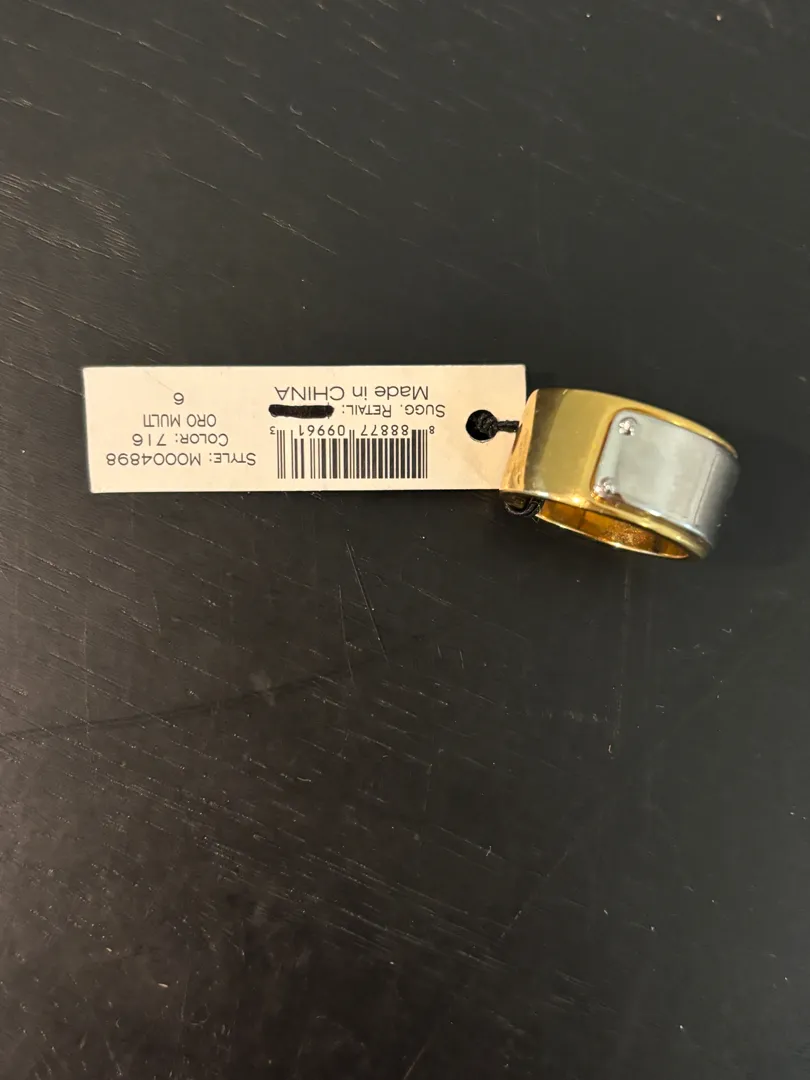 8 88877 09961 3
SUGG. RETAIL:
Made in CHINA
STYLE: M0004898
COLOR: 716
ORO MULTI
6